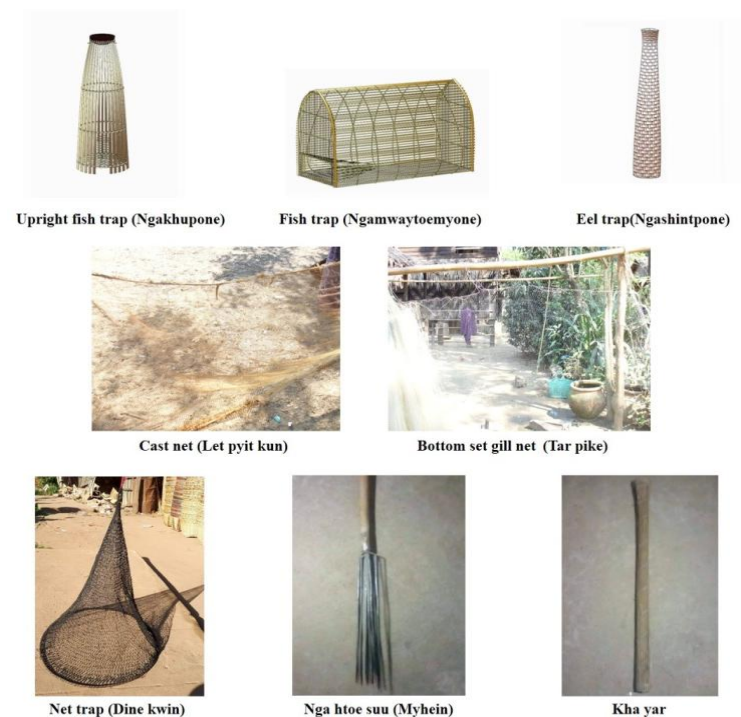 Upright fish trap (Ngakhupone)
Fish trap (Ngamwaytoemyone)
Eel trap(Ngashintpone)
Cast net (Let pyit kun)
Bottom set gill net (Tar pike)
Net trap (Dine kwin)
Nga htoe suu (Myhein)
Kha yar